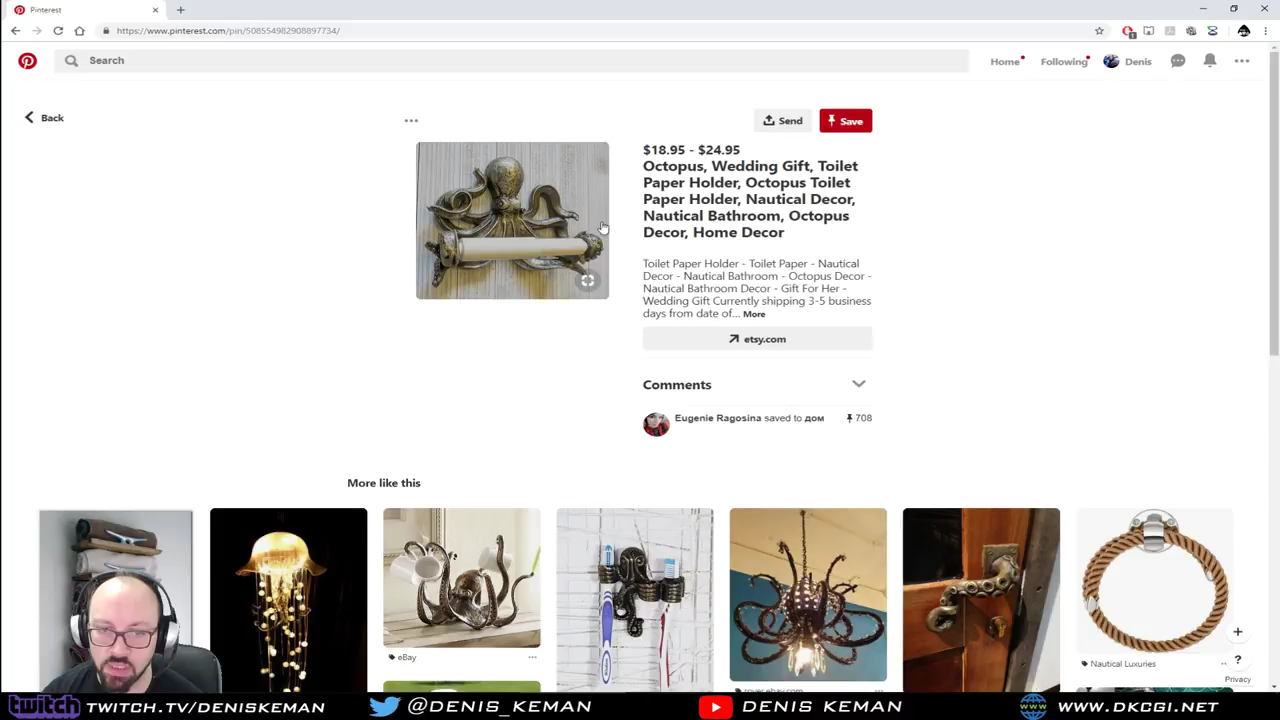 Pinterest
https://www.pinterest.com/pin/508554982908897734/
Search
Home
Following
Denis
Back
Send
Save
$18.95 - $24.95
Octopus, Wedding Gift, Toilet
Paper Holder, Octopus Toilet
Paper Holder, Nautical Decor,
Nautical Bathroom, Octopus
Decor, Home Decor
Toilet Paper Holder - Toilet Paper - Nautical
Decor - Nautical Bathroom - Octopus Decor -
Nautical Bathroom Decor - Gift For Her -
Wedding Gift Currently shipping 3-5 business
days from date of... More
etsy.com
Comments
Eugenie Ragosina saved to дом
708
More like this
eBay
Nautical Luxuries
rover.ebay.com
?
Privacy
twitch TWITCH.TV/DENISKEMAN
@DENIS_KEMAN
DENIS KEMAN
WWW.DKCGI.NET